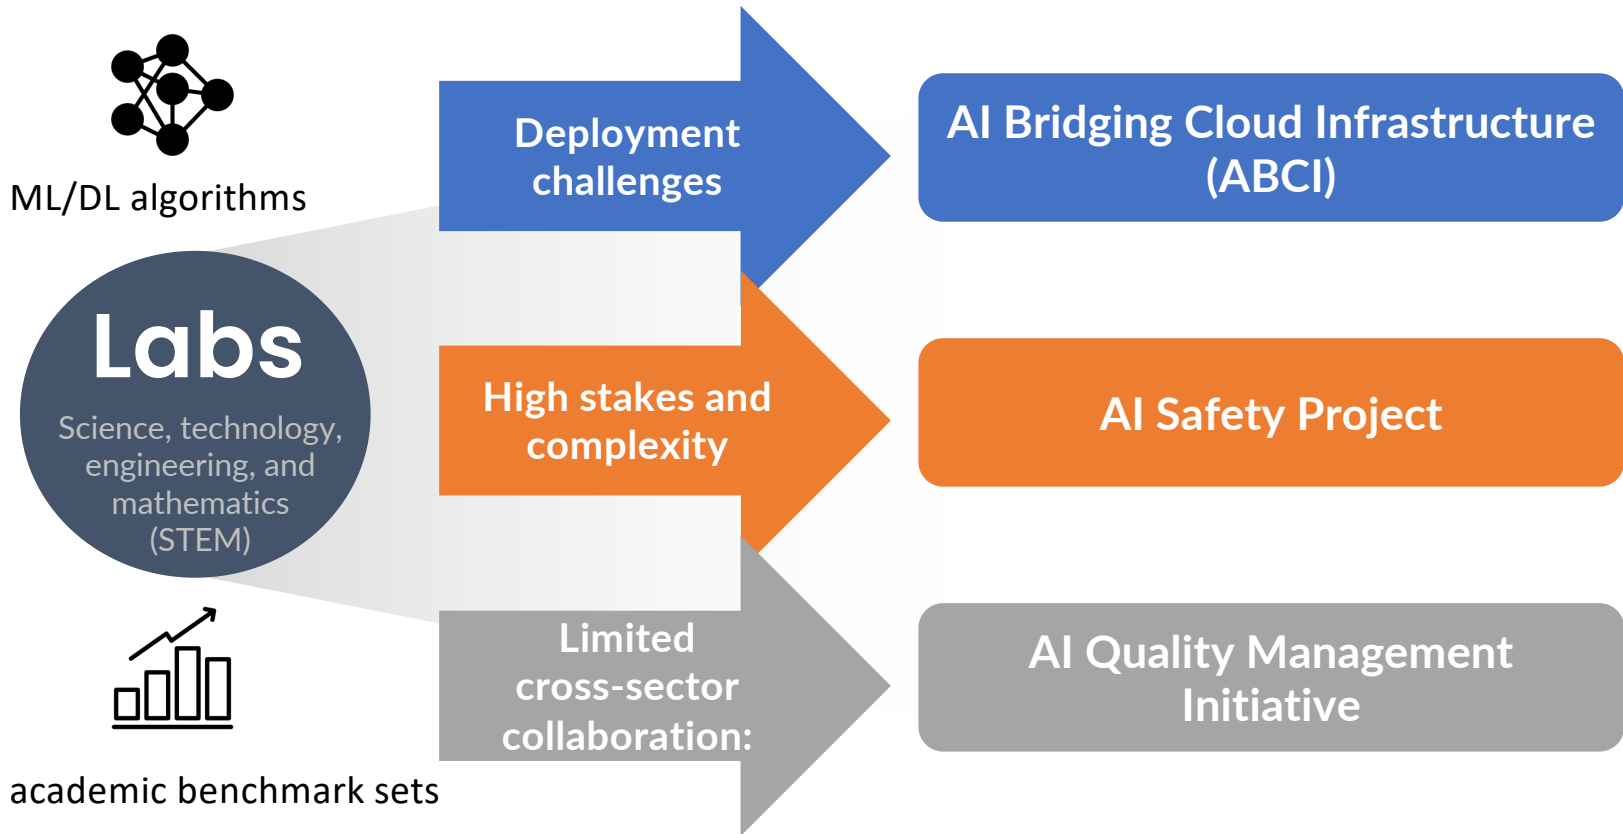 ML/DL algorithms
Labs
Science, technology,
engineering, and
mathematics
(STEM)
academic benchmark sets
Deployment
challenges
AI Bridging Cloud Infrastructure
(ABCI)
High stakes and
complexity
AI Safety Project
Limited
cross-sector
collaboration:
AI Quality Management
Initiative